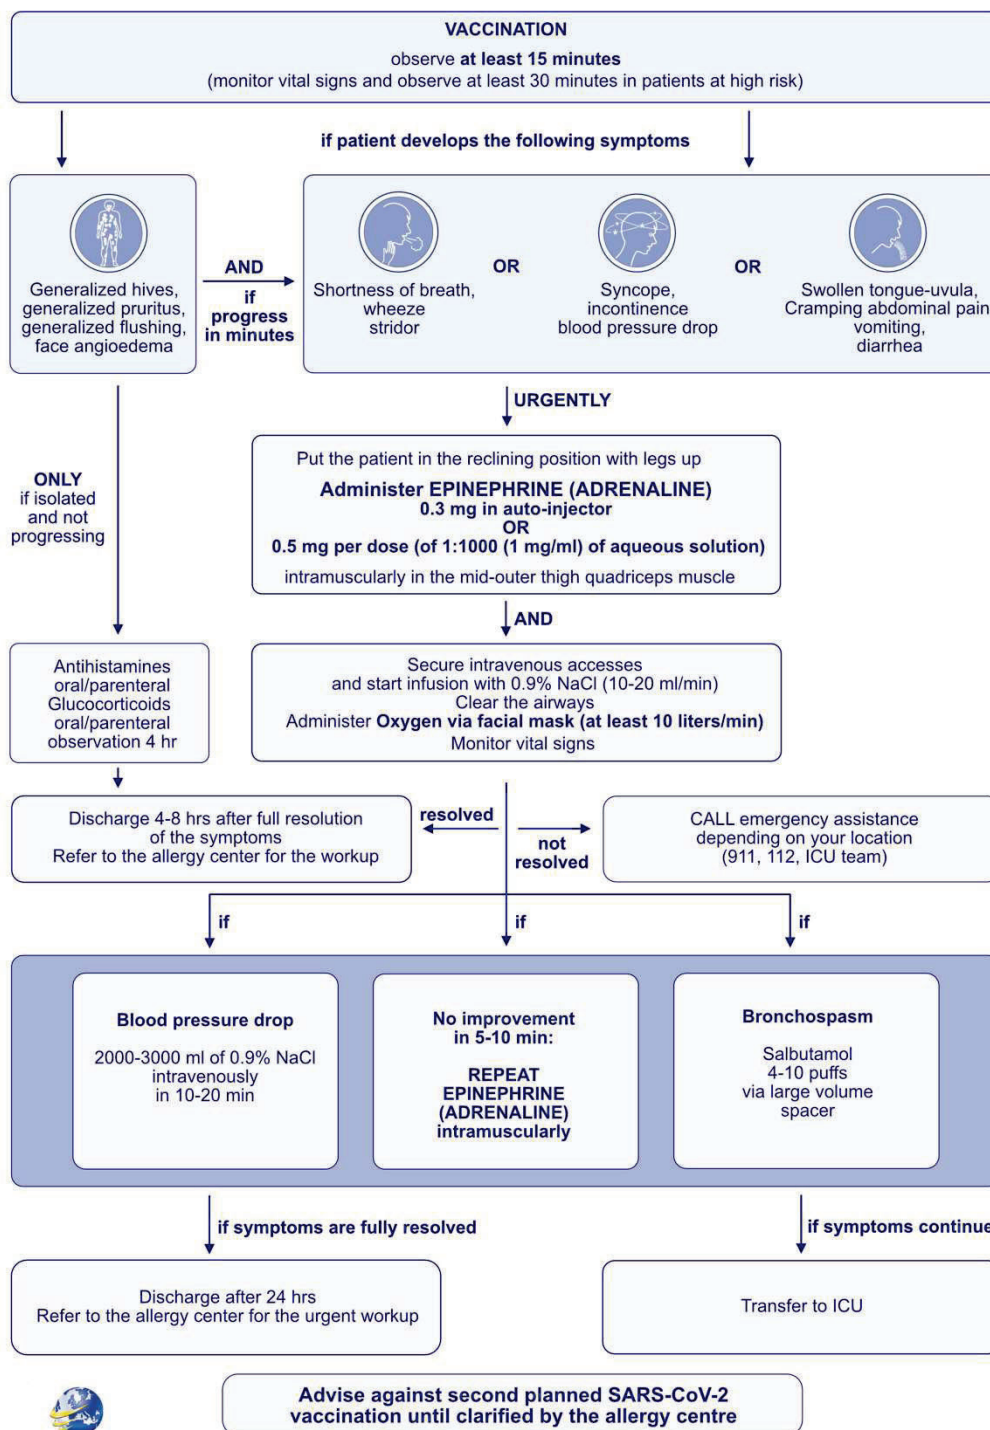 VACCINATION
observe at least 15 minutes
(monitor vital signs and observe at least 30 minutes in patients at high risk)
if patient develops the following symptoms
Generalized hives,
generalized pruritus,
generalized flushing,
face angioedema
AND
if
progress
in minutes
Shortness of breath,
wheeze
stridor
OR
Syncope,
incontinence
blood pressure drop
OR
Swollen tongue-uvula,
Cramping abdominal pain
vomiting,
diarrhea
URGENTLY
ONLY
if isolated
and not
progressing
Put the patient in the reclining position with legs up
Administer EPINEPHRINE (ADRENALINE)
0.3 mg in auto-injector
OR
0.5 mg per dose (of 1:1000 (1 mg/ml) of aqueous solution)
intramuscularly in the mid-outer thigh quadriceps muscle
AND
Antihistamines
oral/parenteral
Glucocorticoids
oral/parenteral
observation 4 hr
Secure intravenous accesses
and start infusion with 0.9% NaCl (10-20 ml/min)
Clear the airways
Administer Oxygen via facial mask (at least 10 liters/min)
Monitor vital signs
Discharge 4-8 hrs after full resolution
of the symptoms
Refer to the allergy center for the workup
resolved
not
resolved
CALL emergency assistance
depending on your location
(911, 112, ICU team)
if
if
if
Blood pressure drop
2000-3000 ml of 0.9% NaCl
intravenously
in 10-20 min
No improvement
in 5-10 min:
REPEAT
EPINEPHRINE
(ADRENALINE)
intramuscularly
Bronchospasm
Salbutamol
4-10 puffs
via large volume
spacer
if symptoms are fully resolved
if symptoms continue
Discharge after 24 hrs
Refer to the allergy center for the urgent workup
Transfer to ICU
Advise against second planned SARS-CoV-2
vaccination until clarified by the allergy centre